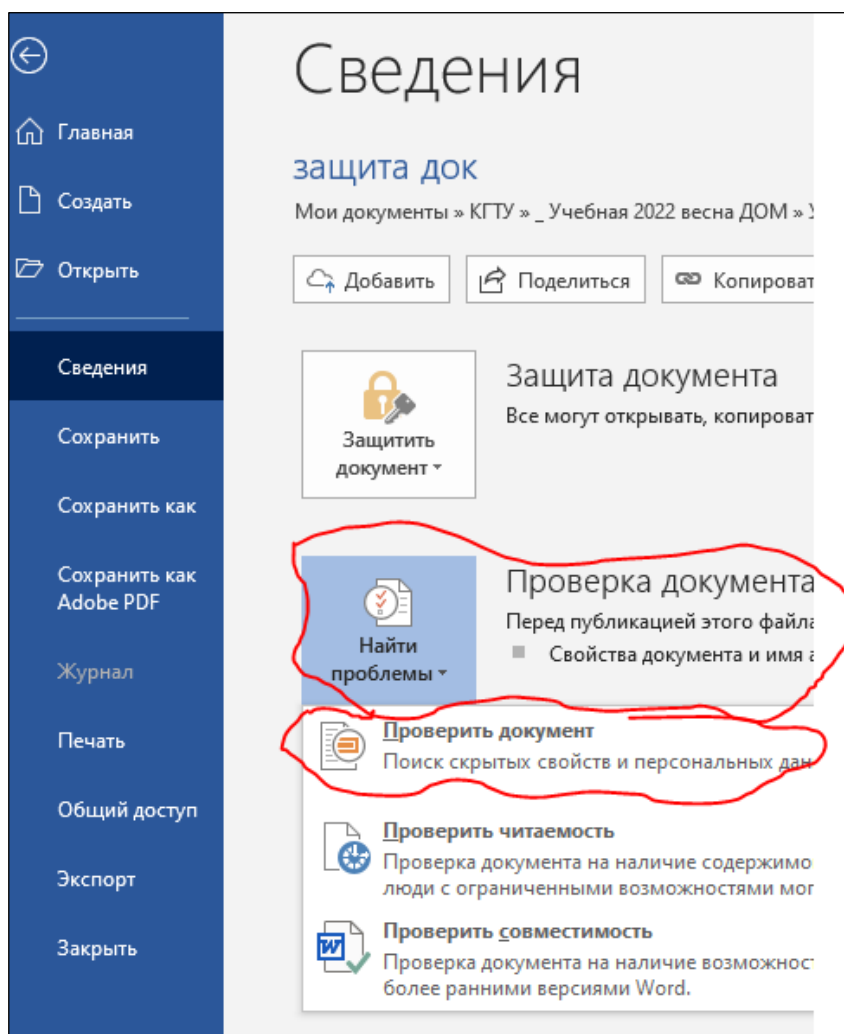 Сведения
Главная
Создать
Открыть
Сведения
Сохранить
Сохранить как
Сохранить как
Adobe PDF
Журнал
Печать
Общий доступ
Экспорт
Закрыть
защита док
Мои документы » КГТУ » _ Учебная 2022 весна ДОМ »
Добавить
Поделиться
Копироват
Защитить
документ
Защита документа
Все могут открывать, копироват
Найти
проблемы
Проверка документа
Перед публикацией этого файла
Свойства документа и имя а
Проверить документ
Поиск скрытых свойств и персональных дан
Проверить читаемость
Проверка документа на наличие содержимо
люди с ограниченными возможностями мог
Проверить совместимость
Проверка документа на наличие возможност
более ранними версиями Word.